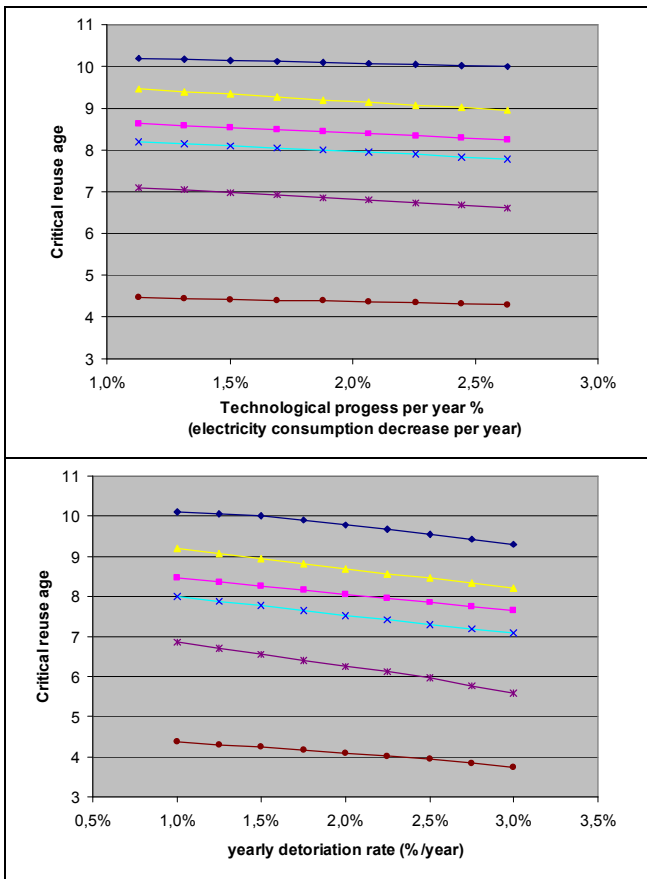 11
10
9
8
7
6
5
4
3
Critical reuse age
1,0% 1,5% 2,0% 2,5% 3,0%
Technological progess per year %
(electricity consumption decrease per year)
11
10
9
8
7
6
5
4
3
Critical reuse age
0,5% 1,0% 1,5% 2,0% 2,5% 3,0% 3,5%
yearly detoriation rate (%/year)